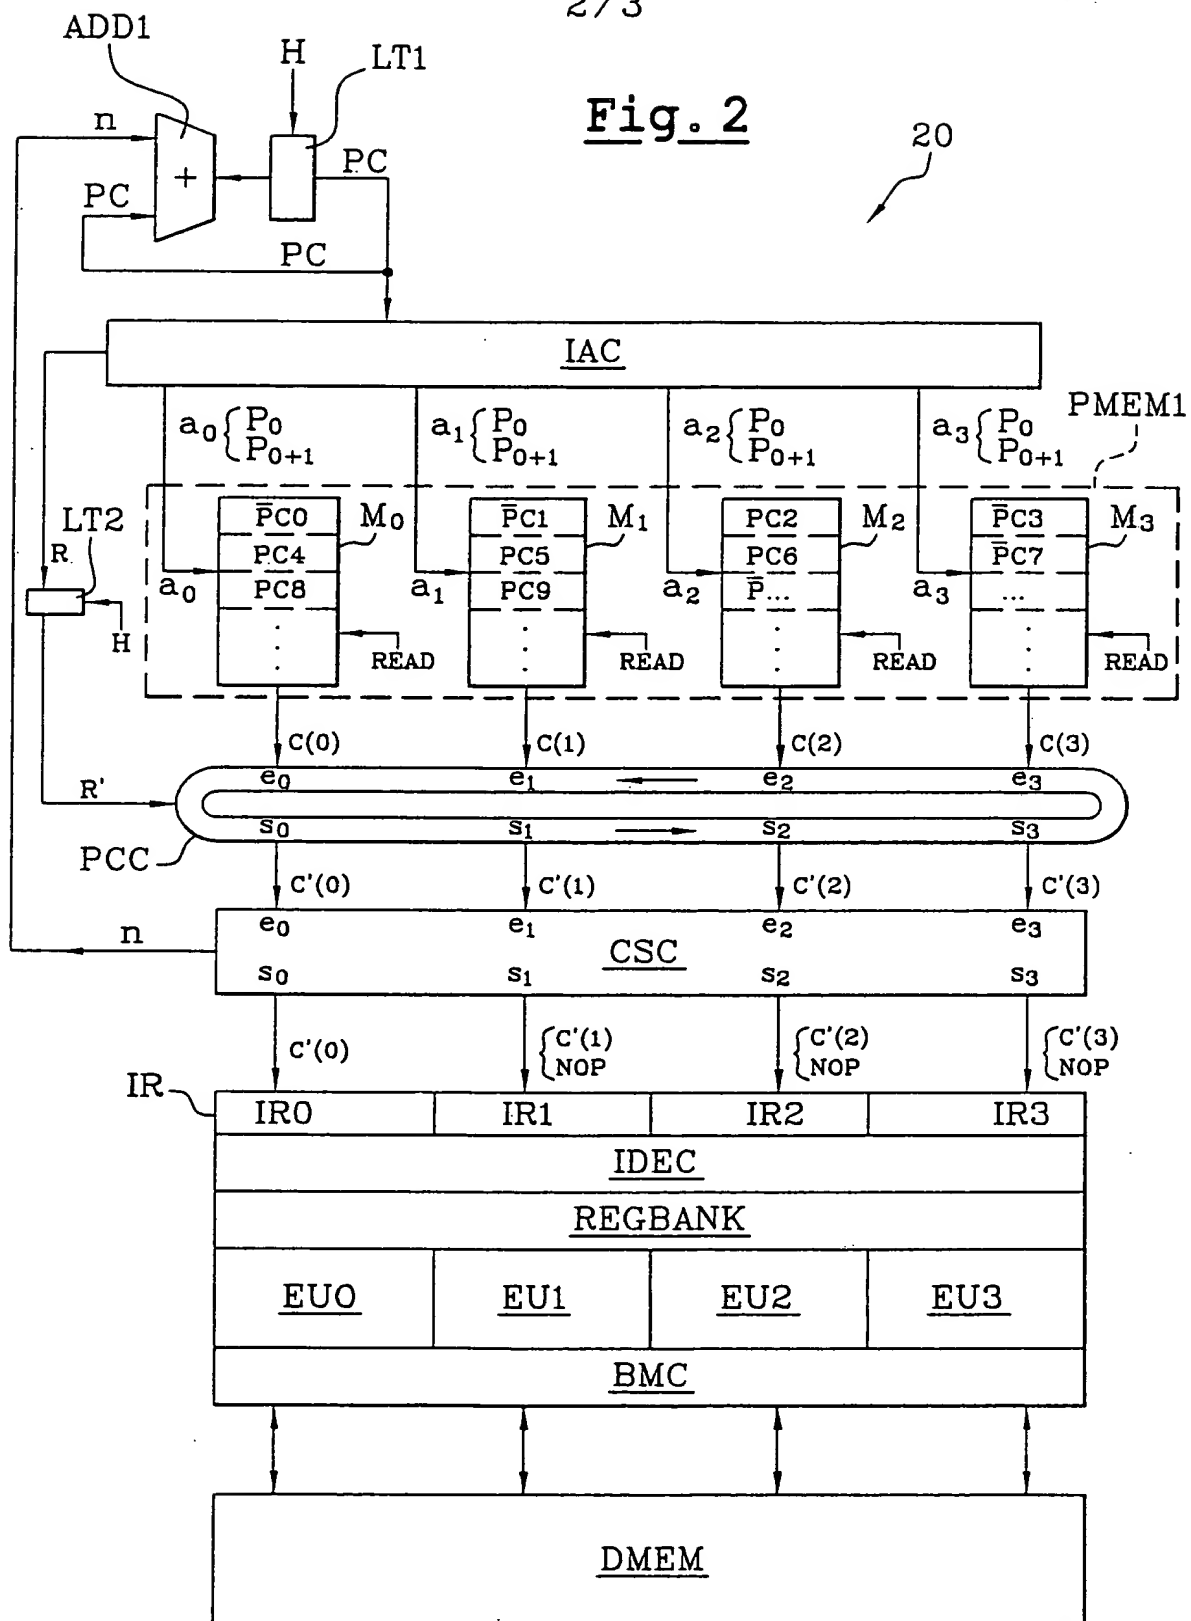 2/3
ADD1
H
LT1
Fig. 2
20
n
PC
+
PC
PC
IAC
a0 { P0 P0+1
a1 { P0 P0+1
a2 { P0 P0+1
a3 { P0 P0+1
PMEM1
LT2
R
H
P̅C0
PC4
PC8
M0
a0
READ
P̅C1
PC5
PC9
M1
a1
READ
PC2
PC6
P̅...
M2
a2
READ
P̅C3
P̅C7
...
M3
a3
READ
C(0) C(1) C(2) C(3)
R'
e0 e1 e2 e3
s0 s1 s2 s3
PCC
C'(0) C'(1) C'(2) C'(3)
n
e0 e1 e2 e3
CSC
s0 s1 s2 s3
C'(0)
{ C'(1) NOP
{ C'(2) NOP
{ C'(3) NOP
IR
IR0 IR1 IR2 IR3
IDEC
REGBANK
EU0 EU1 EU2 EU3
BMC
DMEM